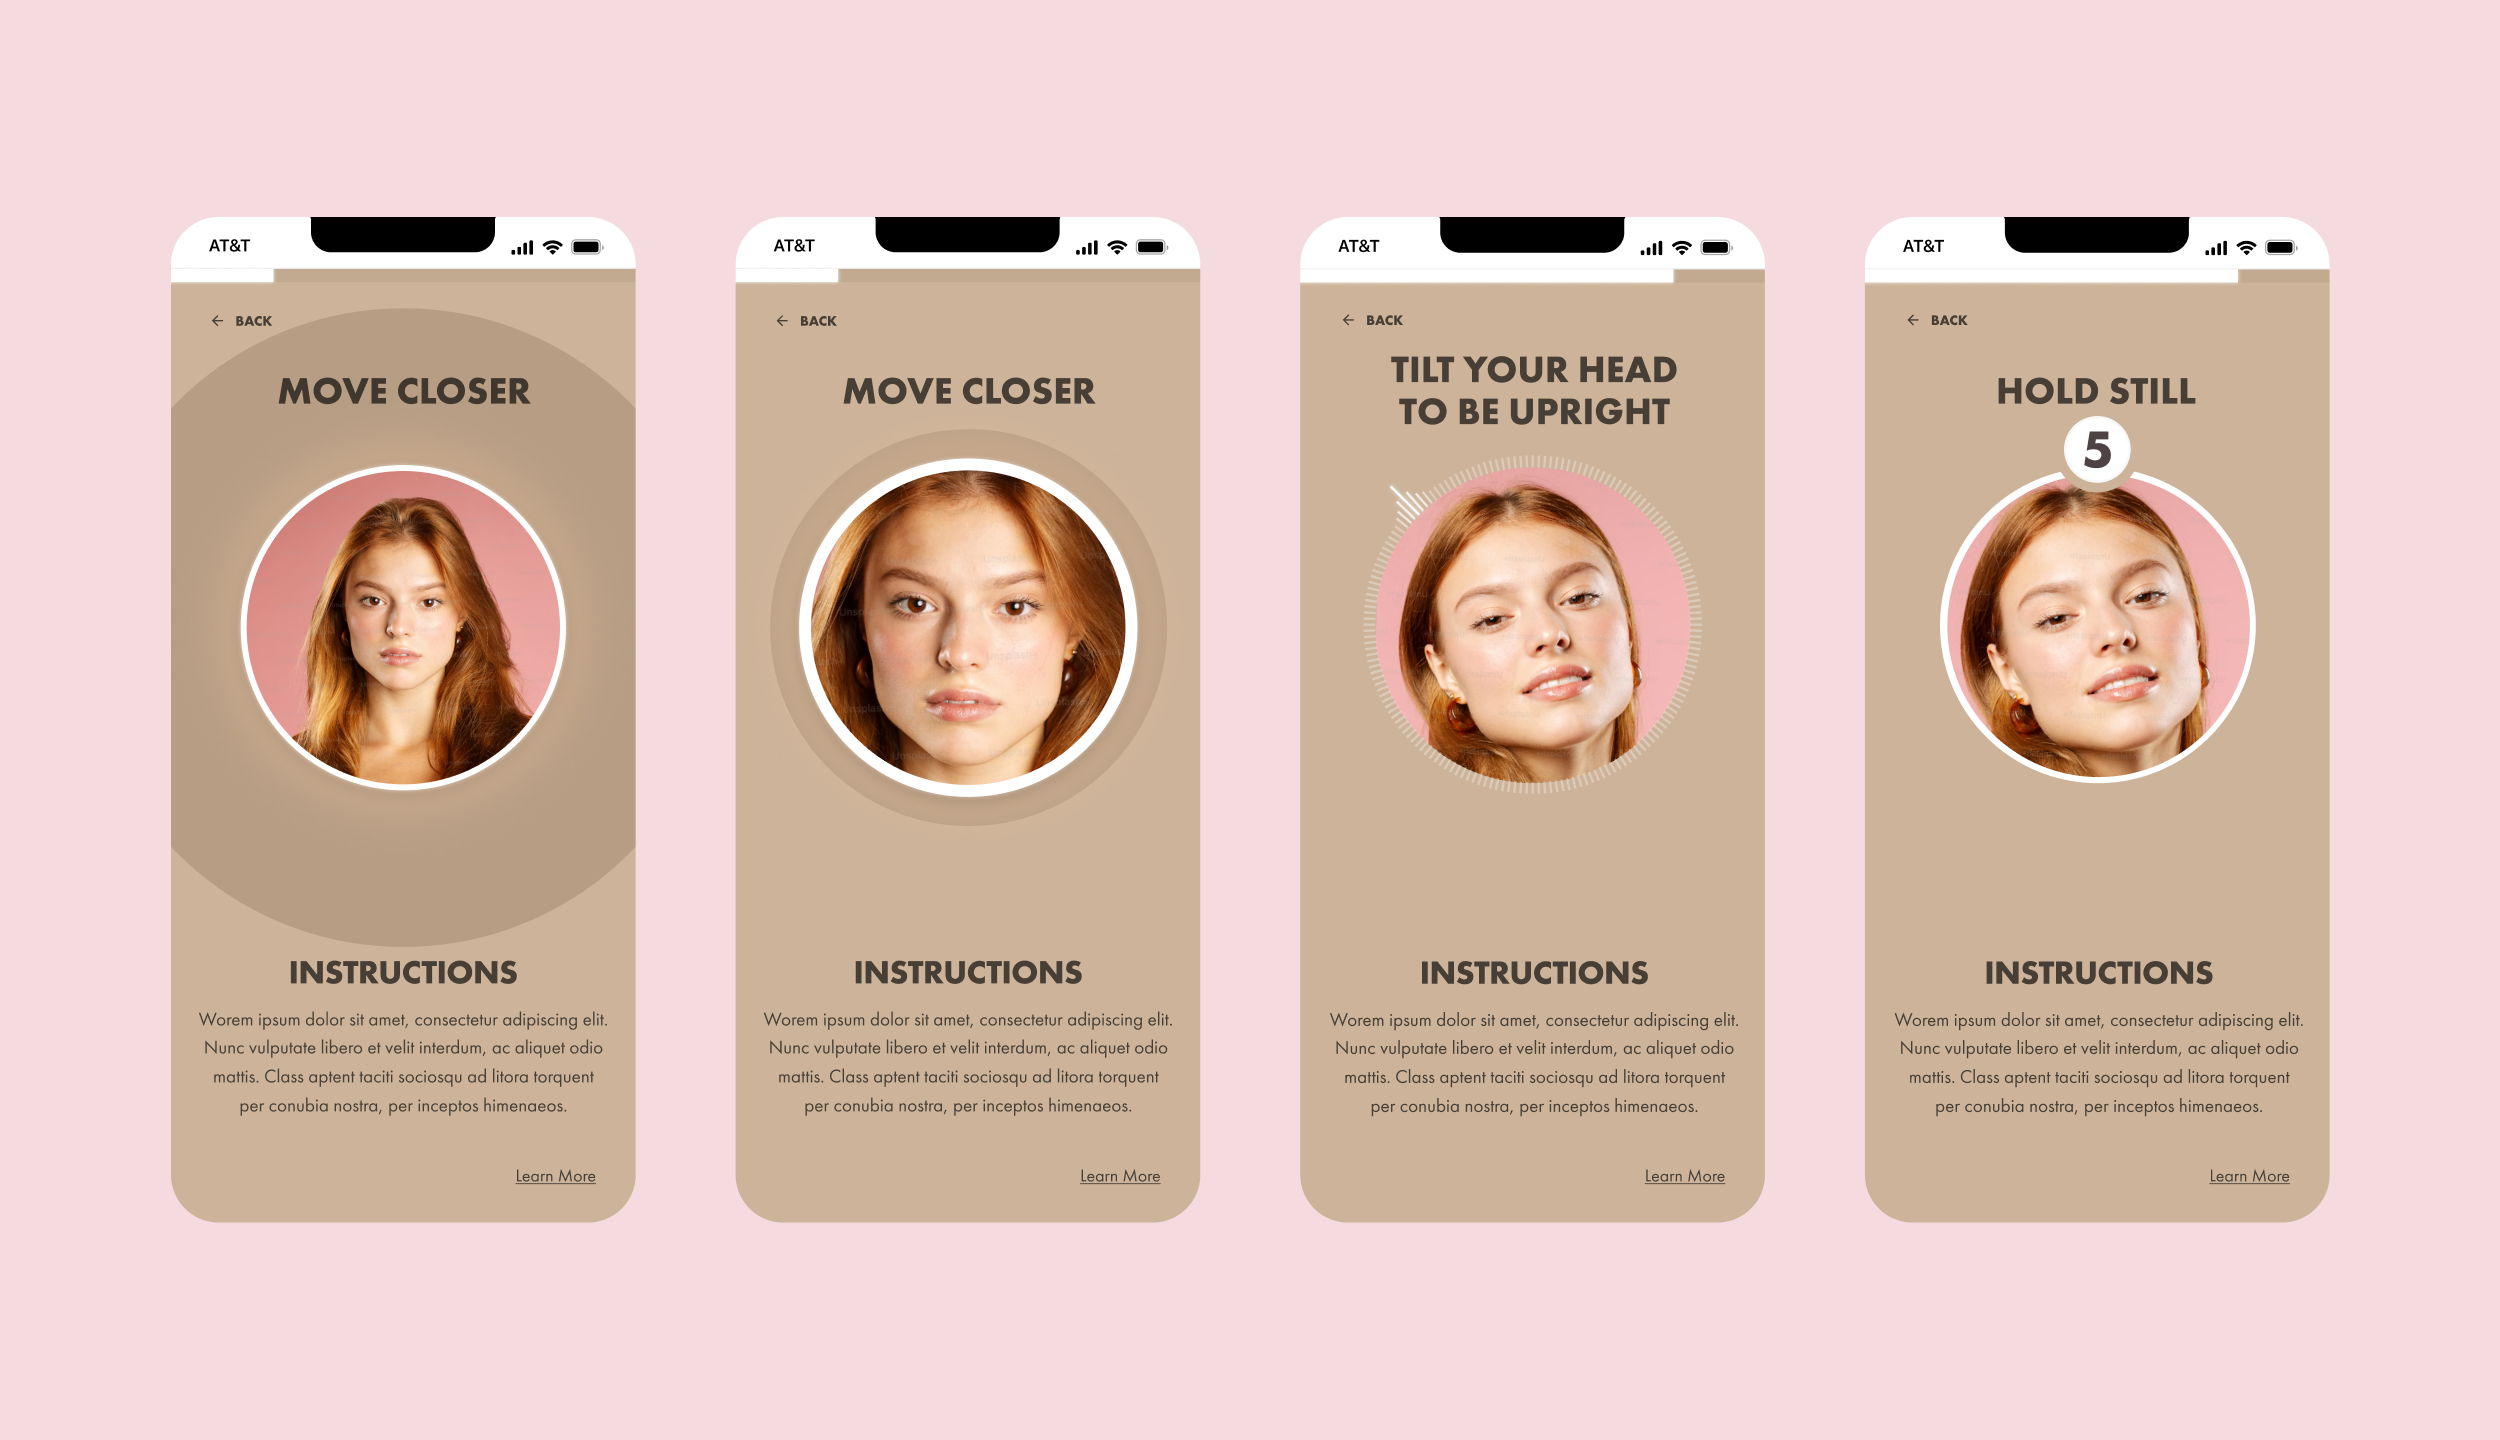 AT&T
BACK
MOVE CLOSER
INSTRUCTIONS
Worem ipsum dolor sit amet, consectetur adipiscing elit.
Nunc vulputate libero et velit interdum, ac aliquet odio
mattis. Class aptent taciti sociosqu ad litora torquent
per conubia nostra, per inceptos himenaeos.
Learn More
AT&T
BACK
MOVE CLOSER
INSTRUCTIONS
Worem ipsum dolor sit amet, consectetur adipiscing elit.
Nunc vulputate libero et velit interdum, ac aliquet odio
mattis. Class aptent taciti sociosqu ad litora torquent
per conubia nostra, per inceptos himenaeos.
Learn More
AT&T
BACK
TILT YOUR HEAD
TO BE UPRIGHT
INSTRUCTIONS
Worem ipsum dolor sit amet, consectetur adipiscing elit.
Nunc vulputate libero et velit interdum, ac aliquet odio
mattis. Class aptent taciti sociosqu ad litora torquent
per conubia nostra, per inceptos himenaeos.
Learn More
AT&T
BACK
HOLD STILL
5
INSTRUCTIONS
Worem ipsum dolor sit amet, consectetur adipiscing elit.
Nunc vulputate libero et velit interdum, ac aliquet odio
mattis. Class aptent taciti sociosqu ad litora torquent
per conubia nostra, per inceptos himenaeos.
Learn More